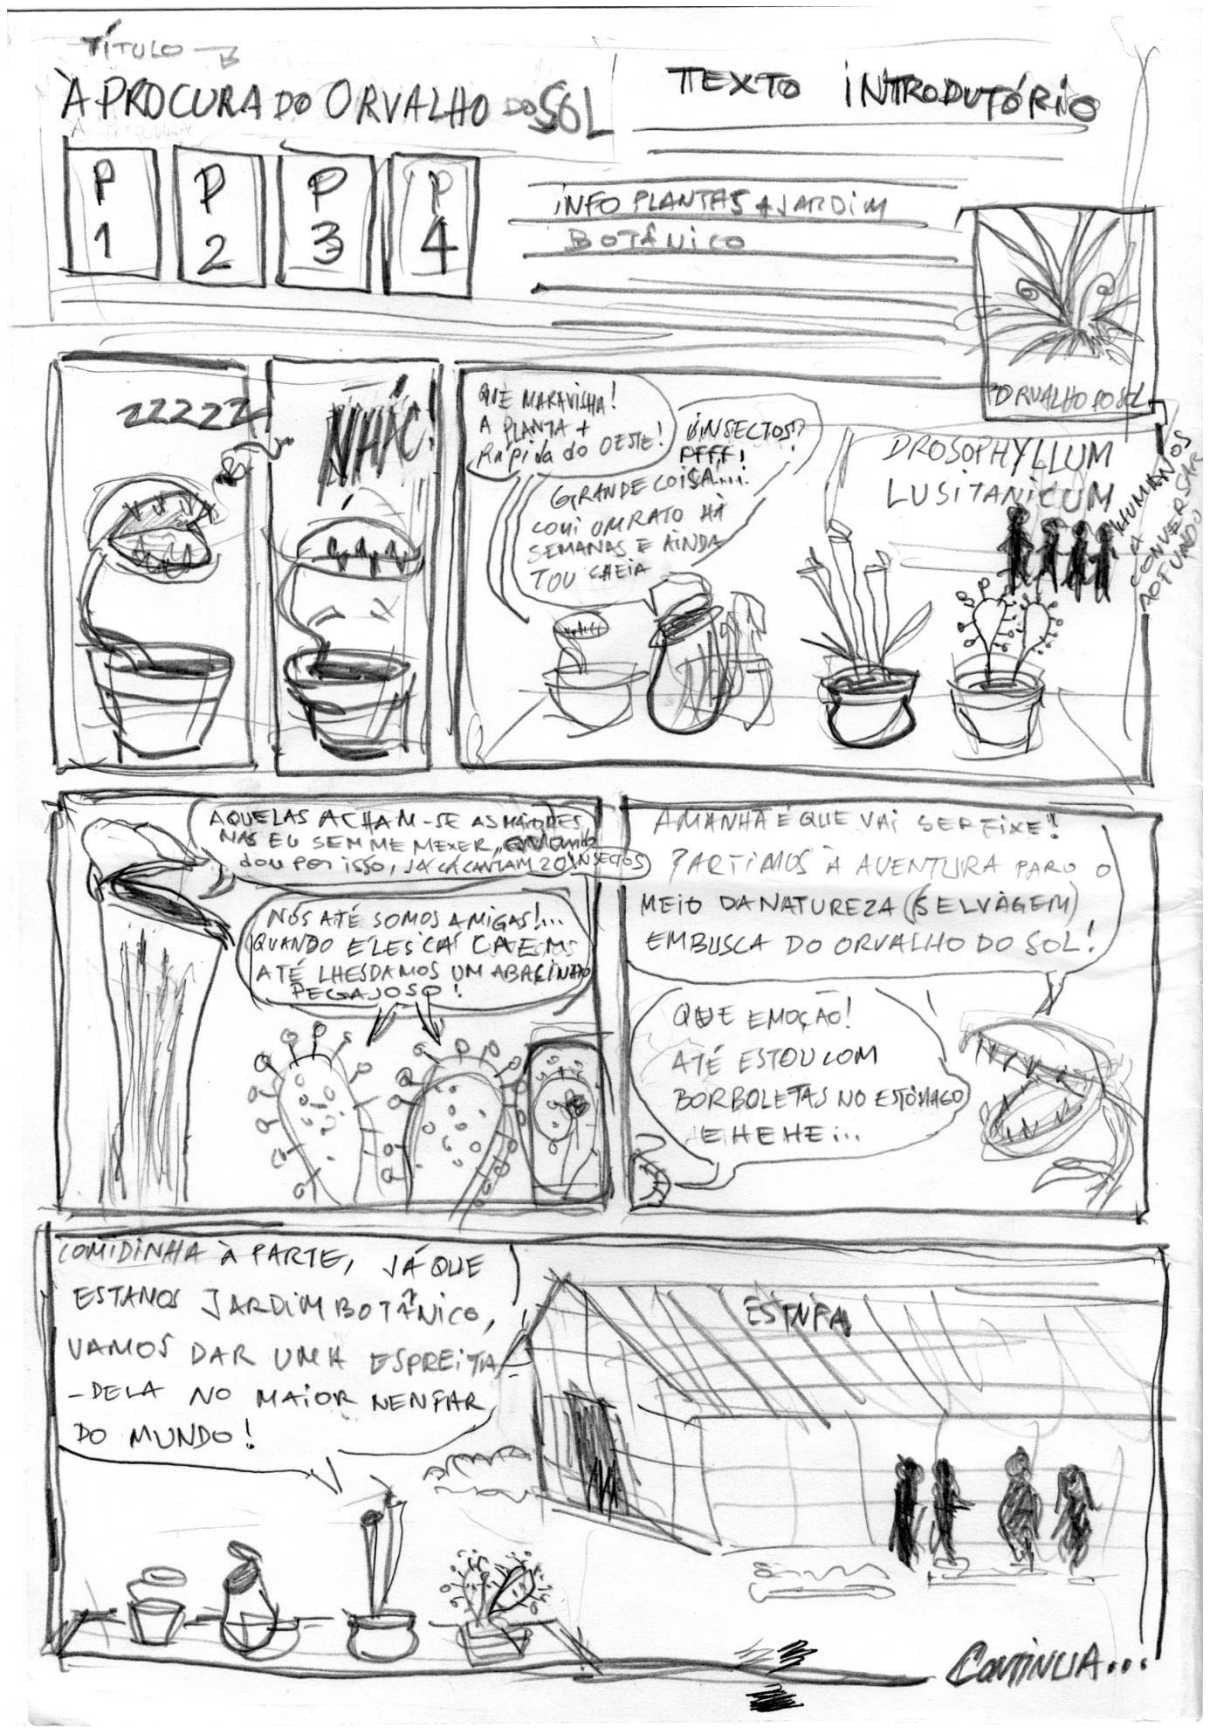 TÍTULO
À PROCURA DO ORVALHO DO SOL
TEXTO INTRODUTÓRIO
P
1
P
2
P
3
P
4
INFO PLANTAS + JARDIM
BOTÂNICO
ORVALHO DO SOL
ZZZZZ
NHÁC!
QUE MARAVILHA!
A PLANTA +
RÁPIDA DO OESTE!
INSECTOS??
PFFF!
GRANDE COISA...!
COMI UM RATO HÁ
SEMANAS E AINDA
TOU CHEIA
DROSOPHYLLUM
LUSITANICUM
HUMANOS
A CONVERSAR
AO FUNDO
AQUELAS ACHAM-SE AS MAIORES
MAS EU SEM ME MEXER,
DOU POR ISSO, JÁ CÁ CANTAM 20 INSECTOS
NÓS ATÉ SOMOS AMIGAS!...
QUANDO ELES CÁ CAEM
ATÉ LHES DAMOS UM ABRACINHO
PEGAJOSO!
AMANHÃ É QUE VAI SER FIXE!
PARTIMOS À AVENTURA PARO O
MEIO DA NATUREZA (SELVAGEM)
EM BUSCA DO ORVALHO DO SOL!
QUE EMOÇÃO!
ATÉ ESTOU COM
BORBOLETAS NO ESTÔMAGO
EHEHE...
COMIDINHA À PARTE, JÁ QUE
ESTAMOS JARDIM BOTÂNICO,
VAMOS DAR UMA ESPREITA
-DELA NO MAIOR NENFAR
DO MUNDO!
ESTUFA
CONTINUA...